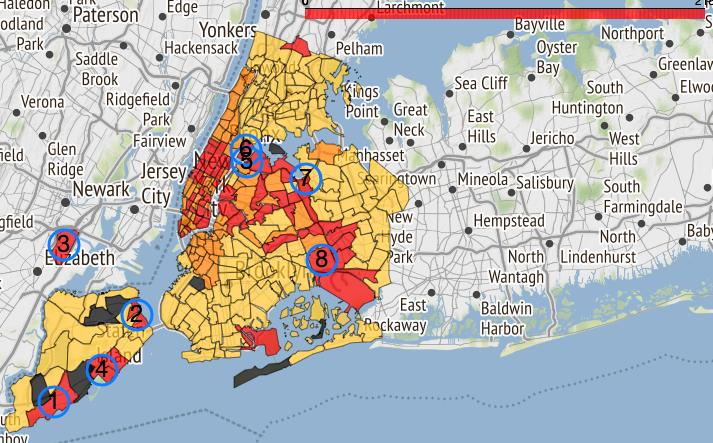 Haledon
Paterson
Edge
Yonkers
0
Larchmont
Bayville
Northport
Hackensack
Pelham
Oyster
Bay
Park
Saddle
Brook
Greenlaw
Kings
Point
Sea Cliff
South
Huntington
Elwo
Verona
Ridgefield
Park
Great
Neck
East
Hills
West
Hills
Fairview
Jericho
Glen
Ridge
6
5
Manhasset
Jersey
City
New
7
Searingtown
Mineola
Salisbury
South
Farmingdale
Newark
New
Hyde
Park
Hempstead
North
Lindenhurst
Baby
3
Elizabeth
8
Brooklyn
North
Wantagh
East
Rockaway
Baldwin
Harbor
2
Staten
Island
4
1